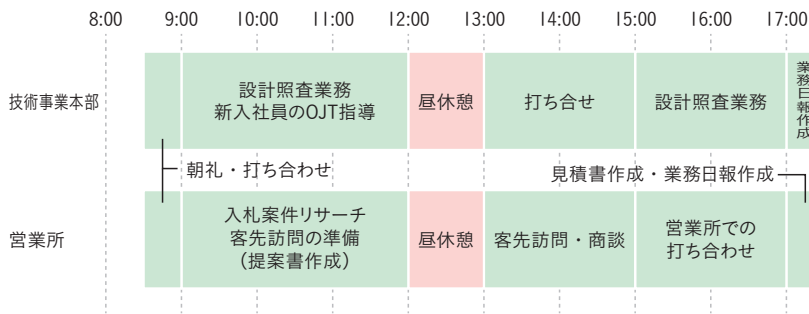 8:00 9:00 10:00 11:00 12:00 13:00 14:00 15:00 16:00 17:00
技術事業本部
設計照査業務
新入社員のOJT指導
昼休憩
打ち合せ
設計照査業務
業務日報作成
朝礼・打ち合わせ
見積書作成・業務日報作成
営業所
入札案件リサーチ
客先訪問の準備
(提案書作成)
昼休憩
客先訪問・商談
営業所での
打ち合わせ